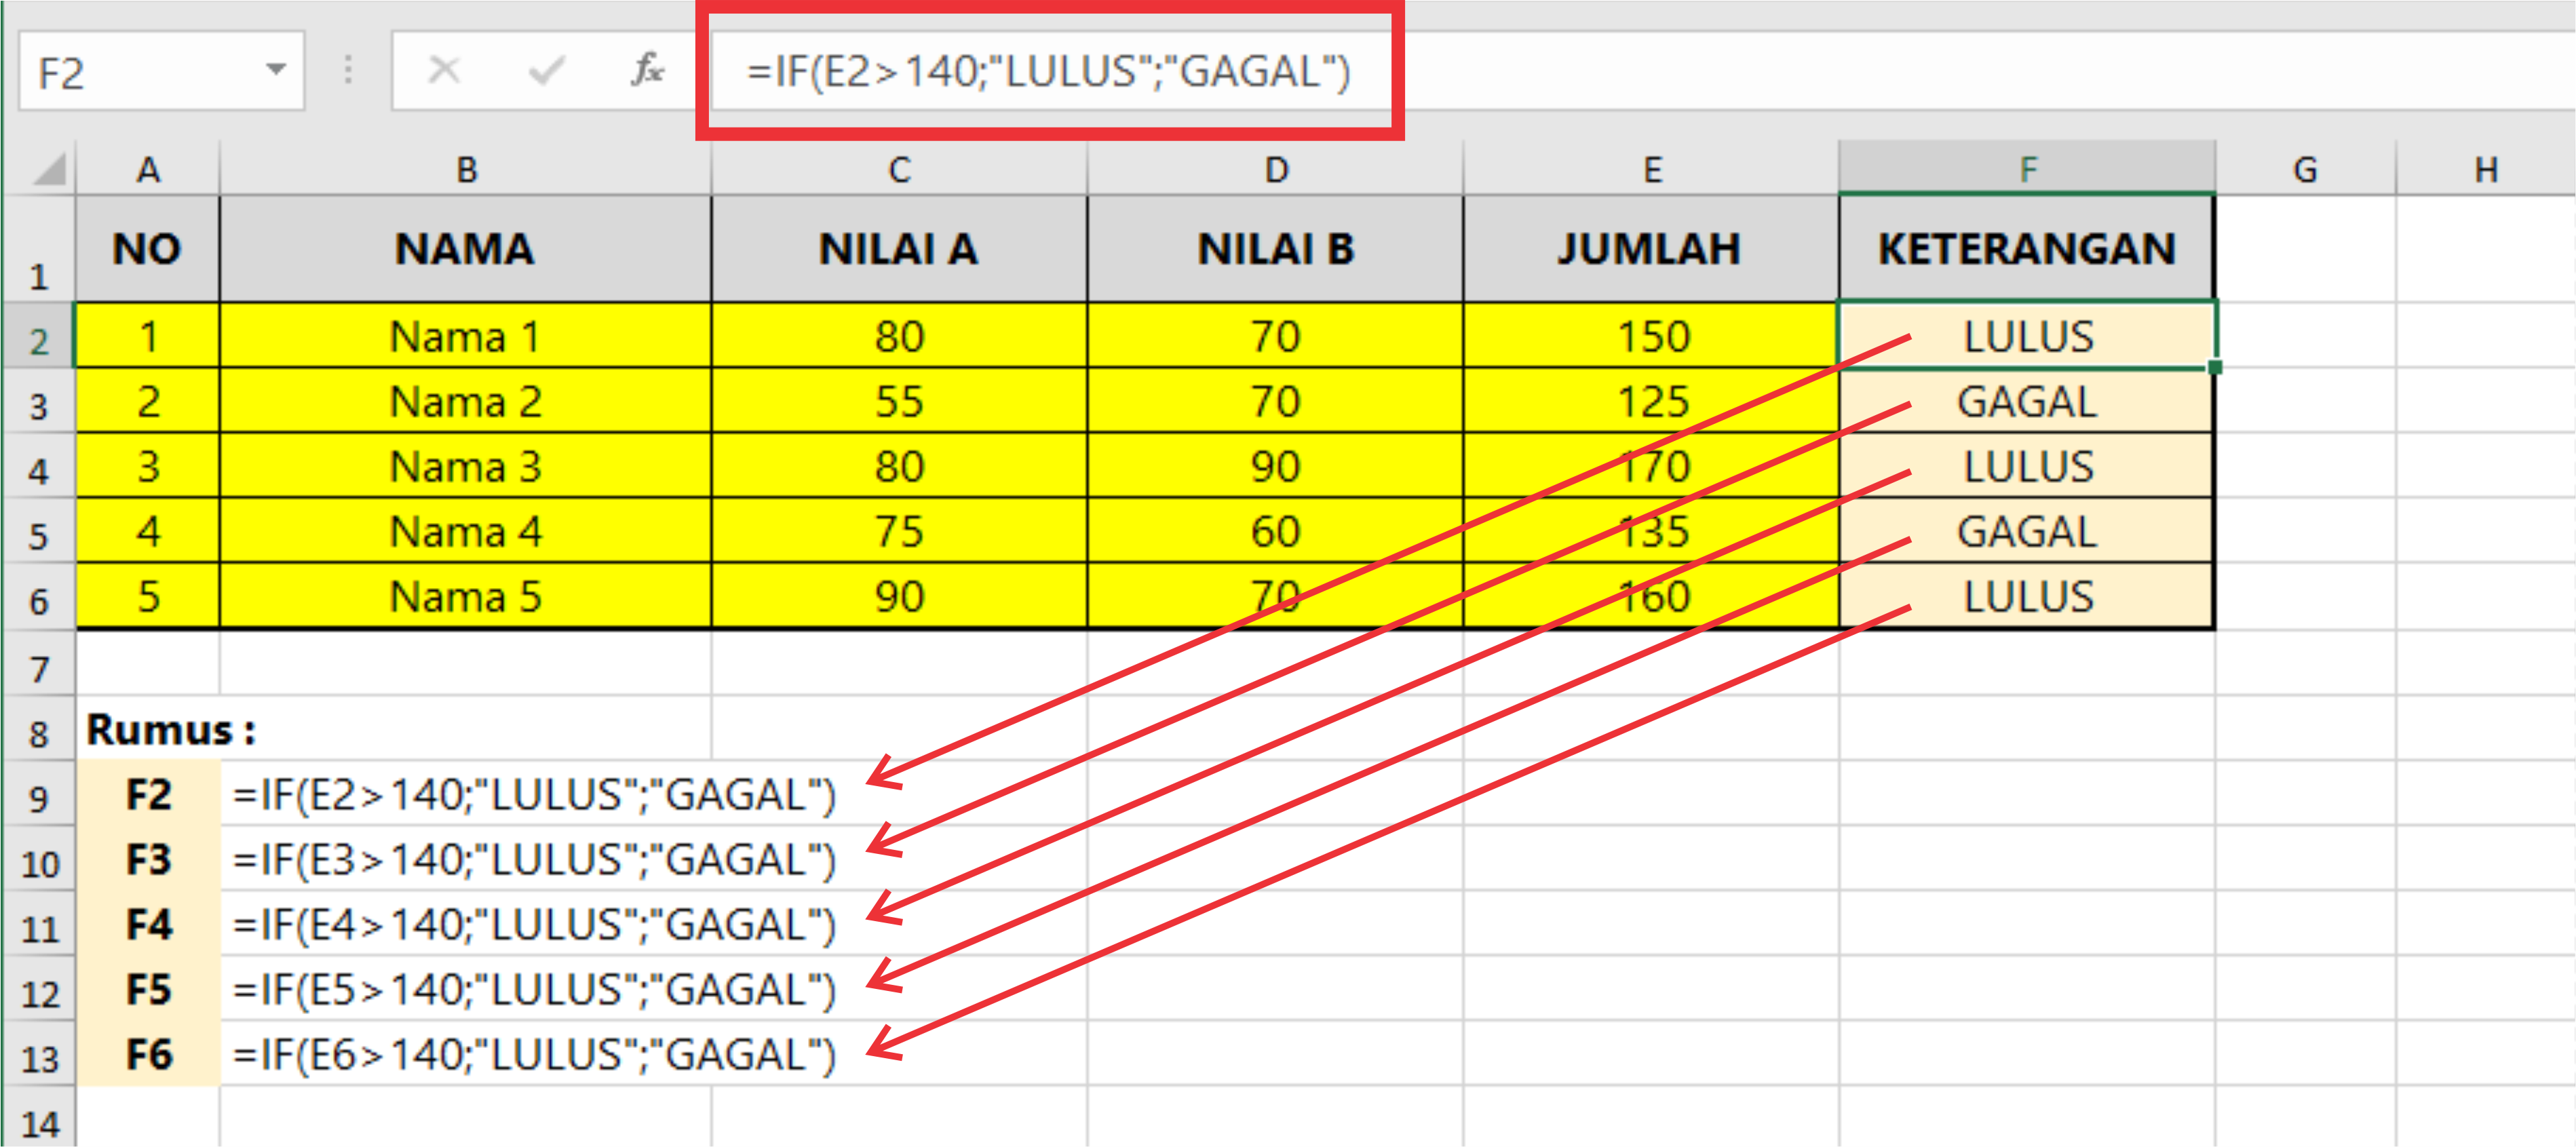 F2 fx =IF(E2>140;"LULUS";"GAGAL")
A B C D E F G H
1 NO NAMA NILAI A NILAI B JUMLAH KETERANGAN
2 1 Nama 1 80 70 150 LULUS
3 2 Nama 2 55 70 125 GAGAL
4 3 Nama 3 80 90 170 LULUS
5 4 Nama 4 75 60 135 GAGAL
6 5 Nama 5 90 70 160 LULUS
7
8 Rumus :
9 F2 =IF(E2>140;"LULUS";"GAGAL")
10 F3 =IF(E3>140;"LULUS";"GAGAL")
11 F4 =IF(E4>140;"LULUS";"GAGAL")
12 F5 =IF(E5>140;"LULUS";"GAGAL")
13 F6 =IF(E6>140;"LULUS";"GAGAL")
14